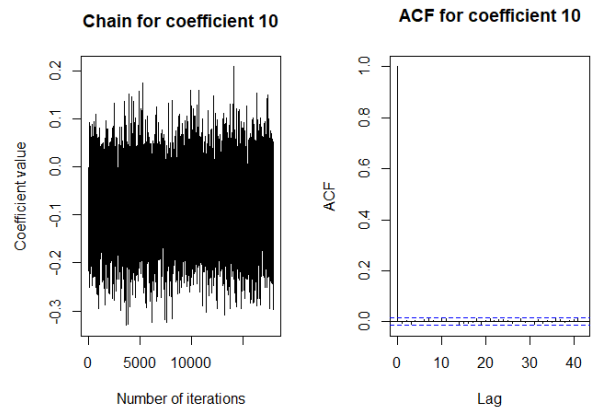 Chain for coefficient 10
Coefficient value
0.2
0.1
0.0
-0.1
-0.2
-0.3
0 5000 10000
Number of iterations
ACF for coefficient 10
ACF
1.0
0.8
0.6
0.4
0.2
0.0
0 10 20 30 40
Lag